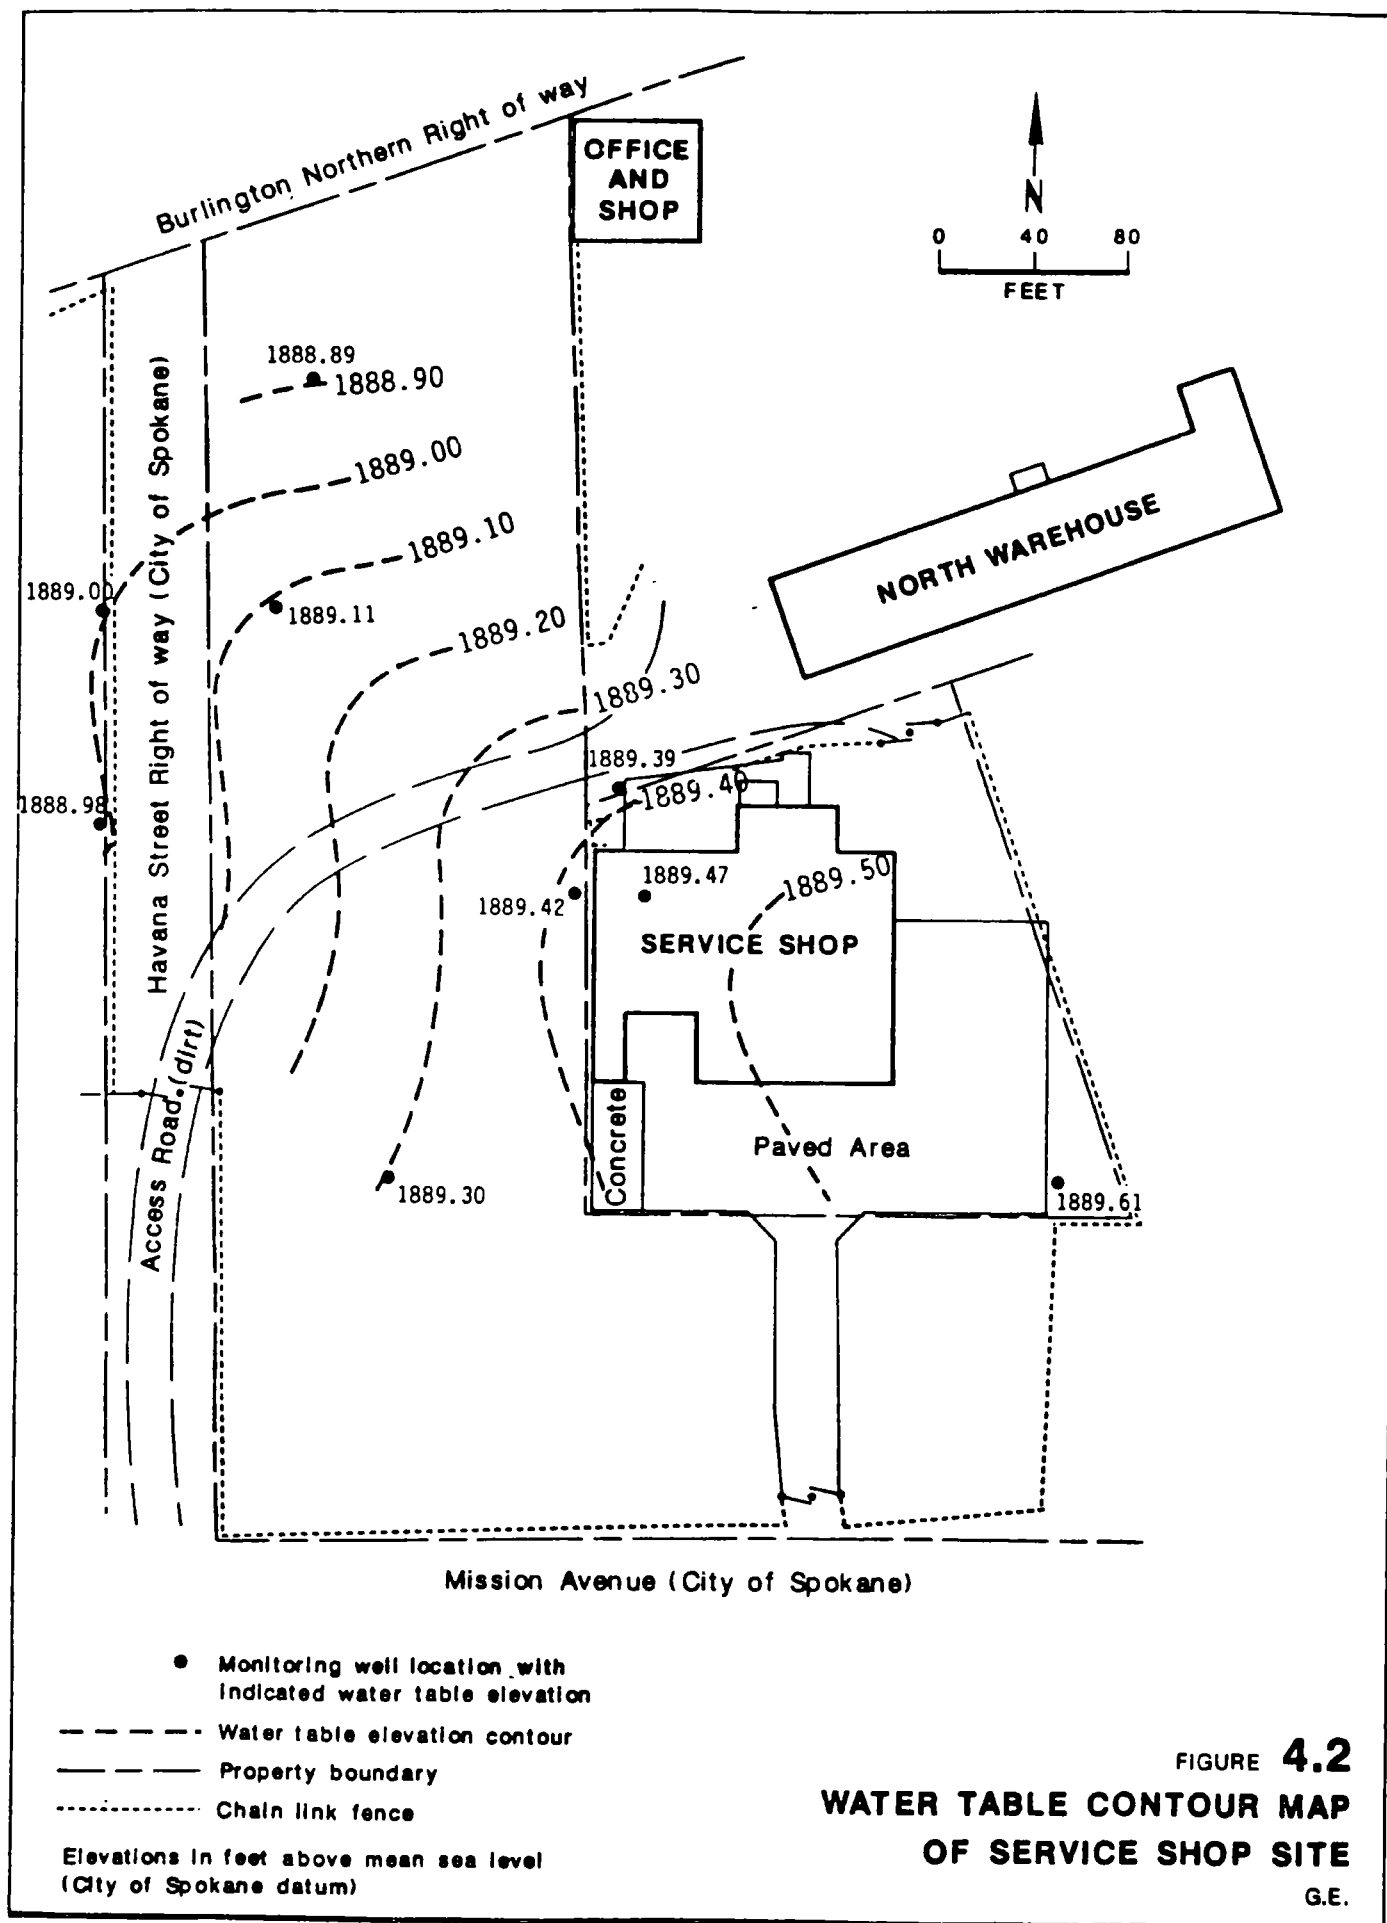 Burlington Northern Right of way
OFFICE
AND
SHOP
N
0 40 80
FEET
1888.89
1888.90
1889.00
1889.10
1889.00
1889.11
1889.20
Havana Street Right of way (City of Spokane)
NORTH WAREHOUSE
1889.30
1889.39
1889.40
1888.98
1889.47
1889.50
1889.42
SERVICE SHOP
Access Road (dirt)
Concrete
Paved Area
1889.30
1889.61
Mission Avenue (City of Spokane)
Monitoring well location with
indicated water table elevation
Water table elevation contour
Property boundary
Chain link fence
Elevations in feet above mean sea level
(City of Spokane datum)
FIGURE 4.2
WATER TABLE CONTOUR MAP
OF SERVICE SHOP SITE
G.E.